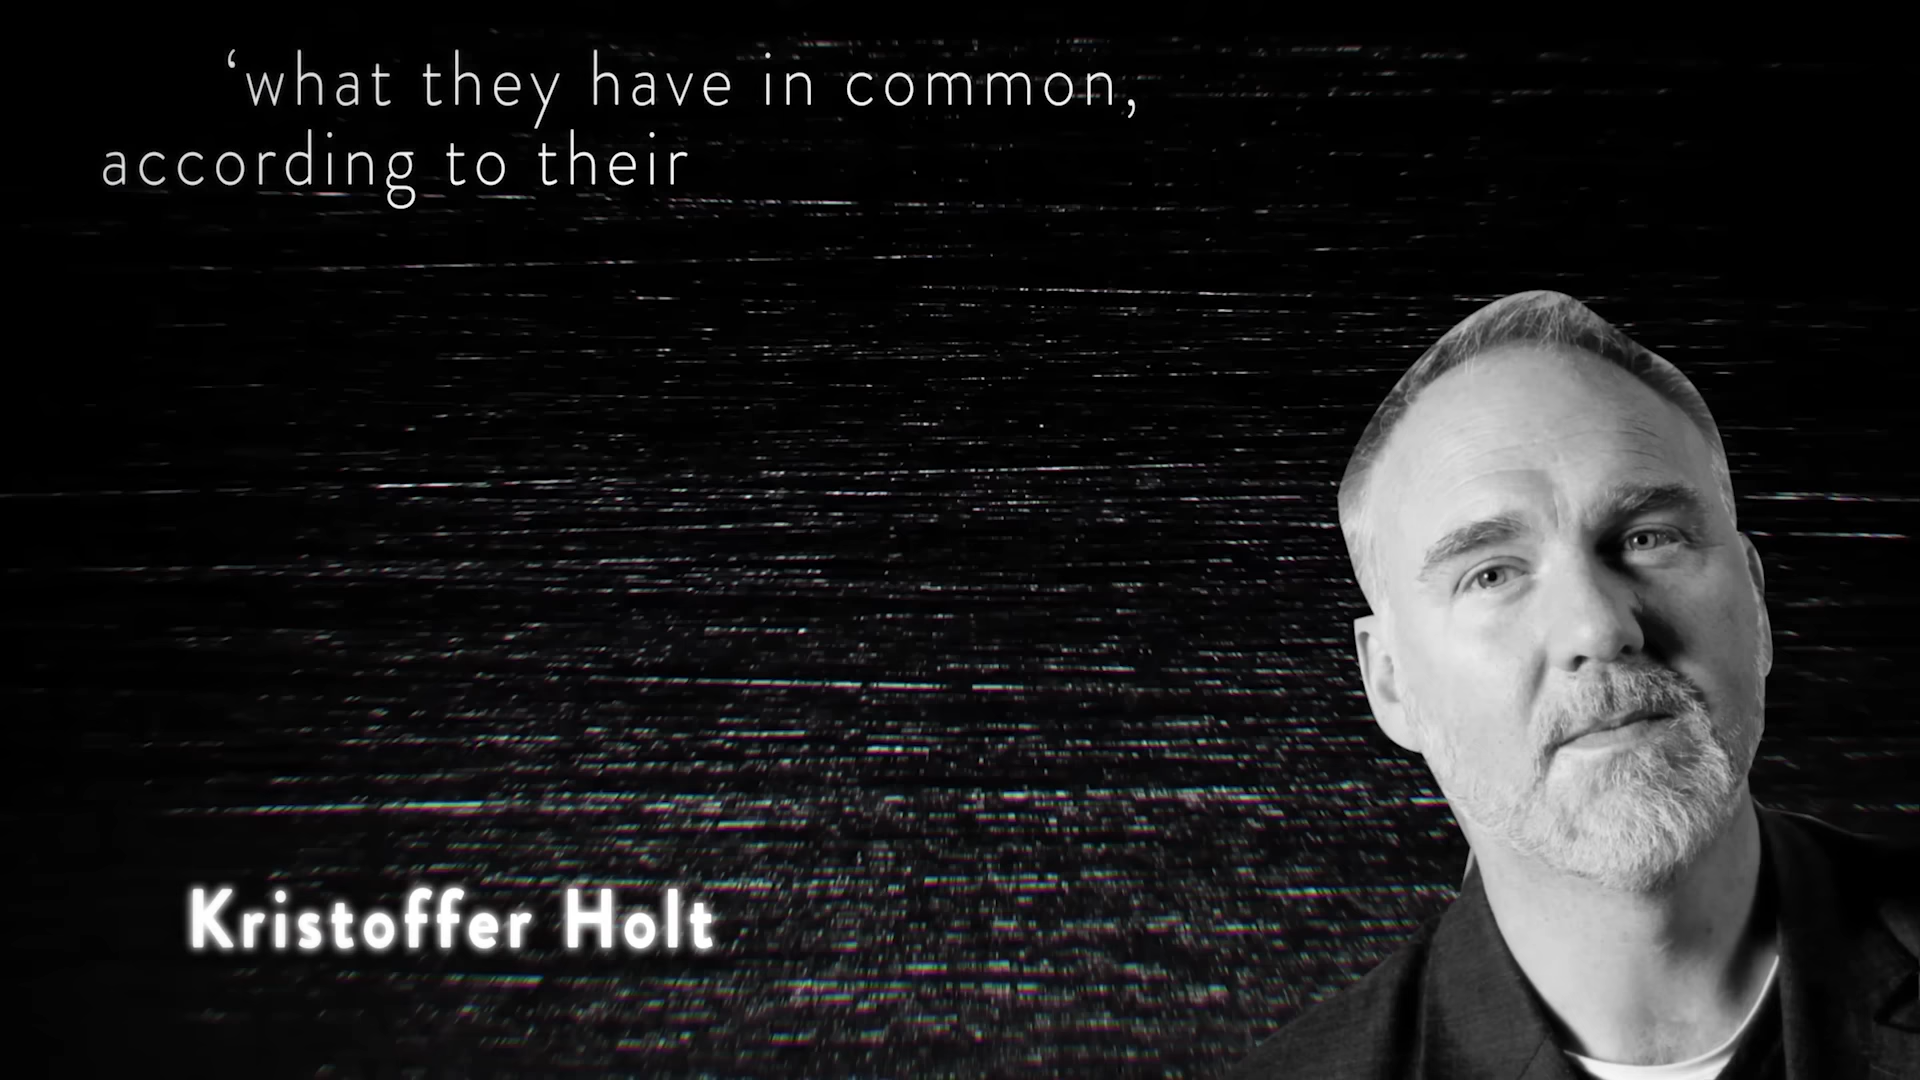 ‘what they have in common,
according to their
Kristoffer Holt